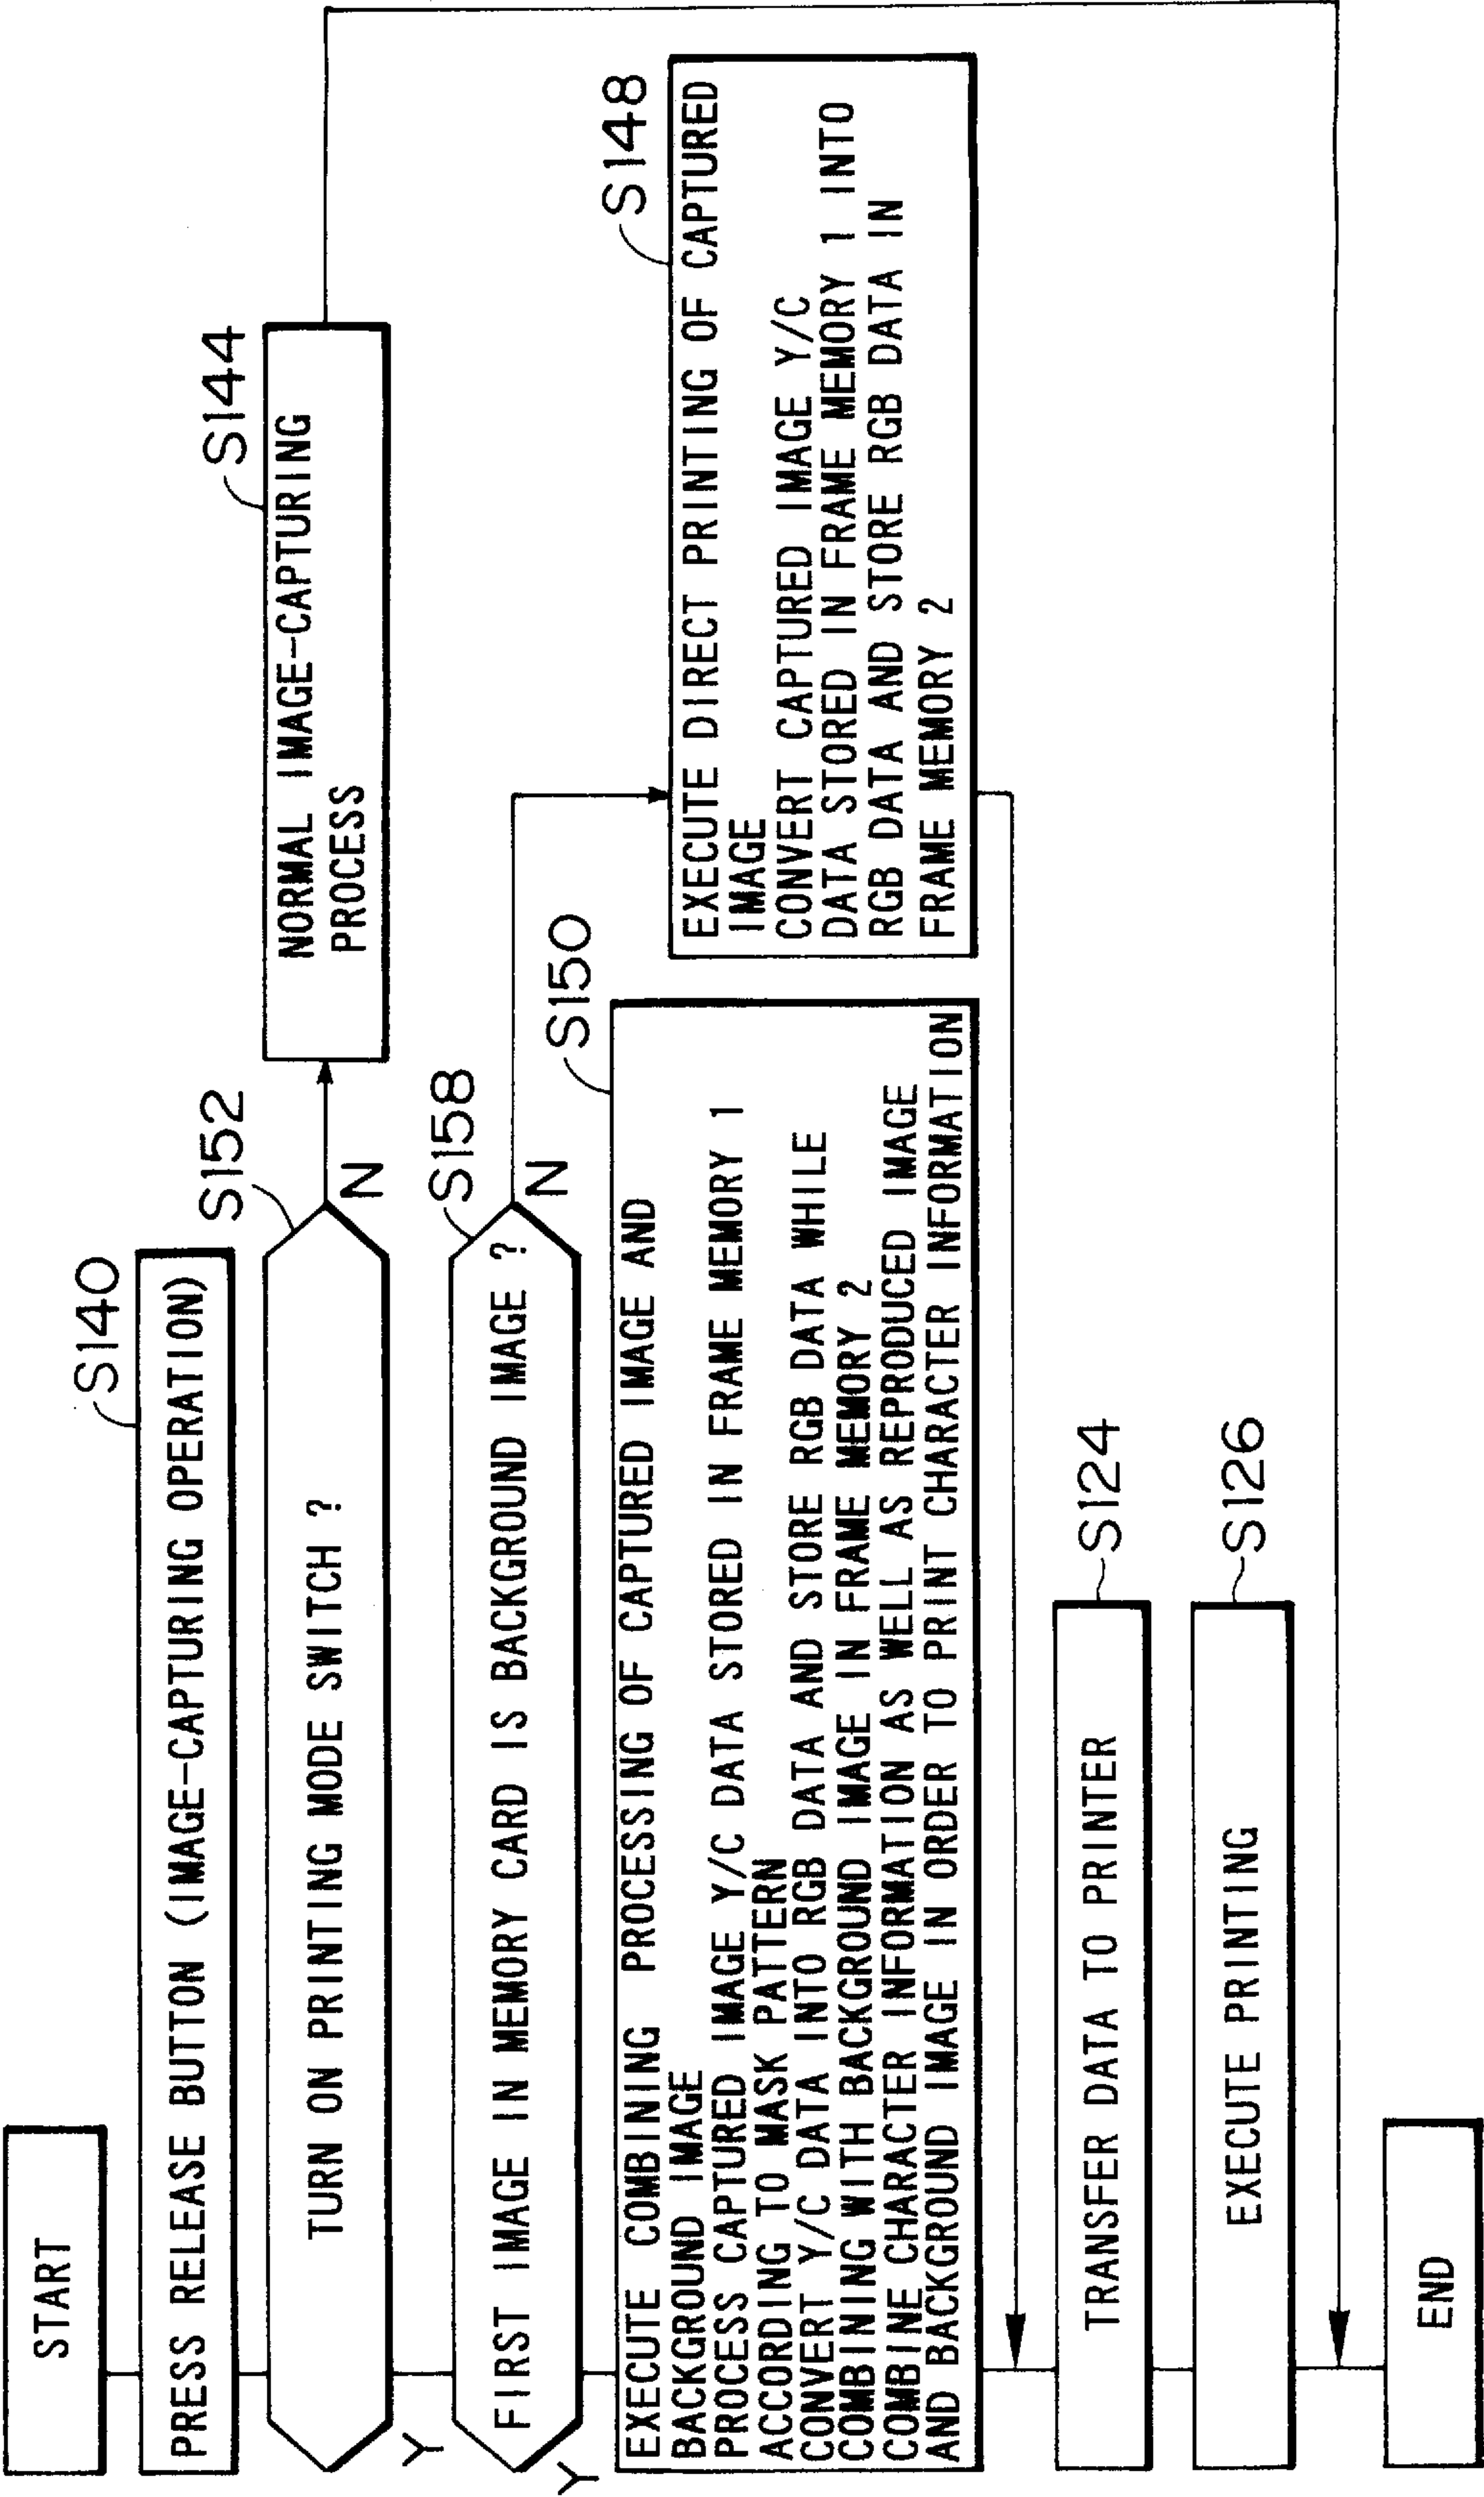 START
S140
PRESS RELEASE BUTTON (IMAGE-CAPTURING OPERATION)
S152
TURN ON PRINTING MODE SWITCH ?
N
Y
S144
NORMAL IMAGE-CAPTURING
PROCESS
S158
FIRST IMAGE IN MEMORY CARD IS BACKGROUND IMAGE ?
N
Y
S150
EXECUTE COMBINING PROCESSING OF CAPTURED IMAGE AND
BACKGROUND IMAGE
PROCESS CAPTURED IMAGE Y/C DATA STORED IN FRAME MEMORY 1
ACCORDING TO MASK PATTERN
CONVERT Y/C DATA INTO RGB DATA AND STORE RGB DATA WHILE
COMBINING WITH BACKGROUND IMAGE IN FRAME MEMORY 2
COMBINE CHARACTER INFORMATION AS WELL AS REPRODUCED IMAGE
AND BACKGROUND IMAGE IN ORDER TO PRINT CHARACTER INFORMATION
S148
EXECUTE DIRECT PRINTING OF CAPTURED
IMAGE
CONVERT CAPTURED IMAGE Y/C
DATA STORED IN FRAME MEMORY 1 INTO
RGB DATA AND STORE RGB DATA IN
FRAME MEMORY 2
TRANSFER DATA TO PRINTER
S124
EXECUTE PRINTING
S126
END